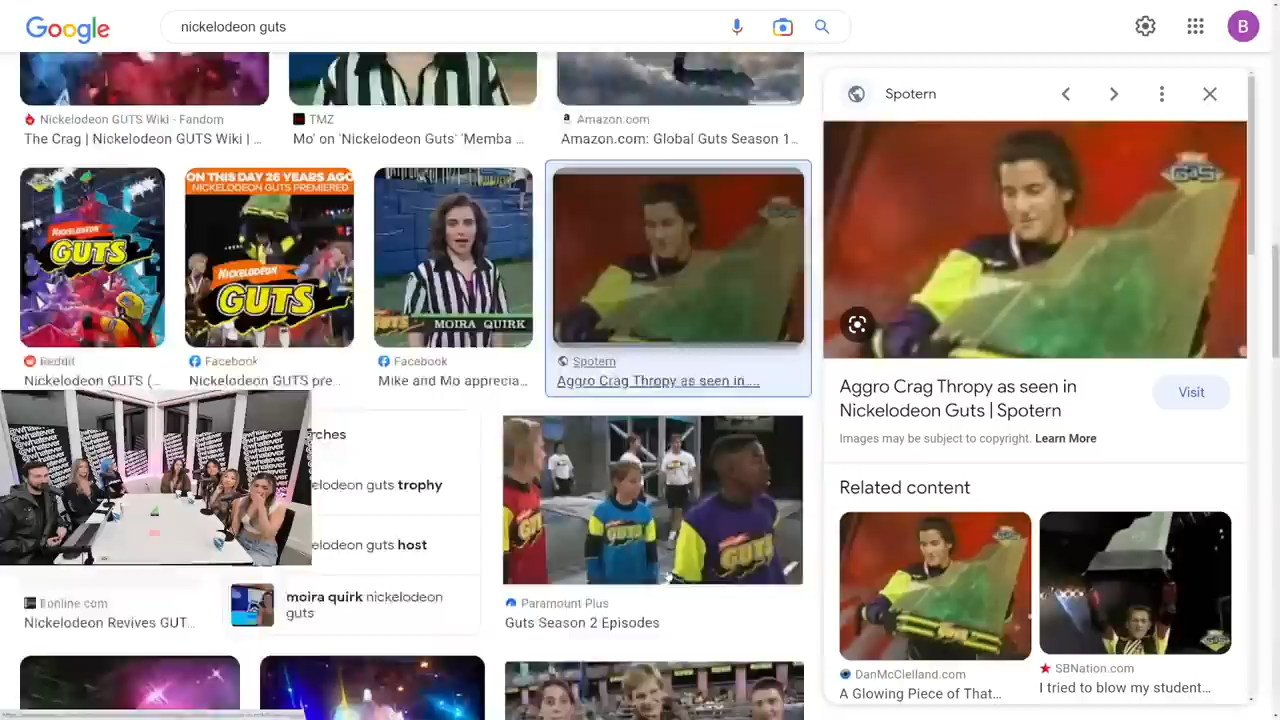 Google
nickelodeon guts
B
Nickelodeon GUTS Wiki - Fandom
The Crag | Nickelodeon GUTS Wiki | ...
TMZ
Mo' on 'Nickelodeon Guts' 'Memba ...
Amazon.com
Amazon.com: Global Guts Season 1...
NICKELODEON
GUTS
Reddit
Nickelodeon GUTS (...
ON THIS DAY 26 YEARS AGO
NICKELODEON GUTS PREMIERED
NICKELODEON
GUTS
Facebook
Nickelodeon GUTS pre...
MOIRA QUIRK
Facebook
Mike and Mo apprecia...
Spotern
Aggro Crag Thropy as seen in....
@whatever
rches
elodeon guts trophy
elodeon guts host
moira quirk nickelodeon
guts
GUTS
Paramount Plus
Guts Season 2 Episodes
Nickelodeon Revives GUT...
Spotern
GUTS
Aggro Crag Thropy as seen in
Nickelodeon Guts | Spotern
Visit
Images may be subject to copyright. Learn More
Related content
DanMcClelland.com
A Glowing Piece of That...
SBNation.com
I tried to blow my student...